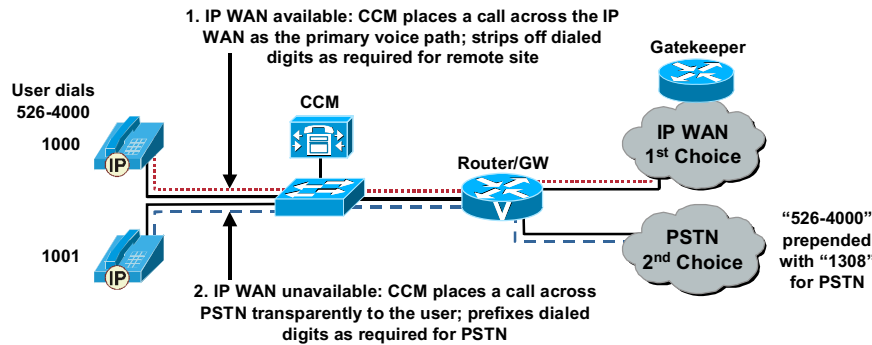 1. IP WAN available: CCM places a call across the IP
WAN as the primary voice path; strips off dialed
digits as required for remote site
Gatekeeper
User dials
526-4000
1000
CCM
IP WAN
1st Choice
IP
Router/GW
V
1001
IP
PSTN
2nd Choice
“526-4000”
prepended
with “1308”
for PSTN
2. IP WAN unavailable: CCM places a call across
PSTN transparently to the user; prefixes dialed
digits as required for PSTN